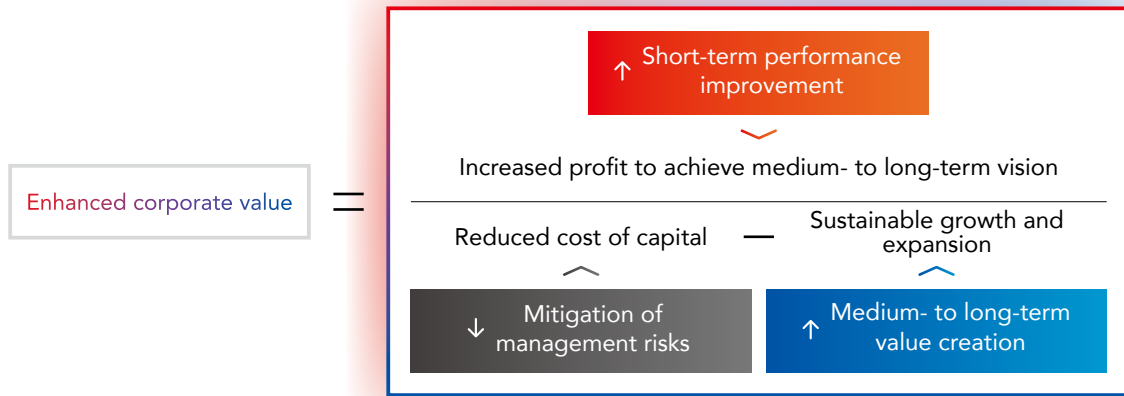 ↑ Short-term performance
improvement
Increased profit to achieve medium- to long-term vision
Enhanced corporate value =
Reduced cost of capital — Sustainable growth and
expansion
↓ Mitigation of
management risks
↑ Medium- to long-term
value creation